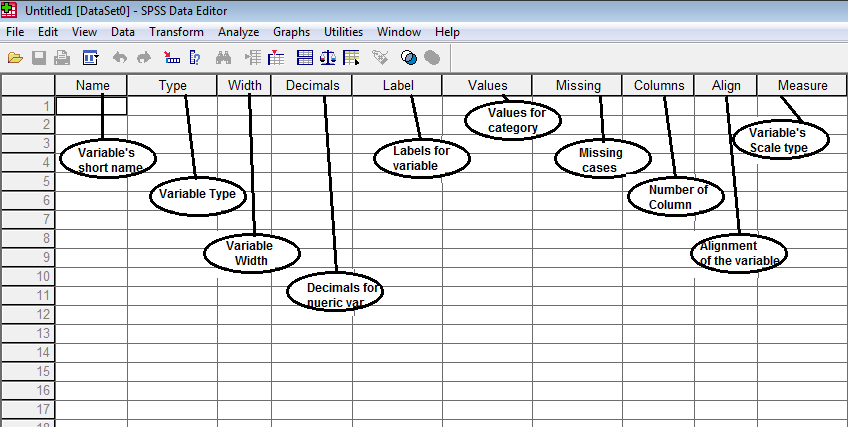 Untitled1 [DataSet0] - SPSS Data Editor
File Edit View Data Transform Analyze Graphs Utilities Window Help
Name Type Width Decimals Label Values Missing Columns Align Measure
1
2
3
4
5
6
7
8
9
10
11
12
13
14
15
16
17
Values for
category
Variable's
Scale type
Variable's
short name
Labels for
variable
Missing
cases
Variable Type
Number of
Column
Variable
Width
Alignment
of the variable
Decimals for
nueric var